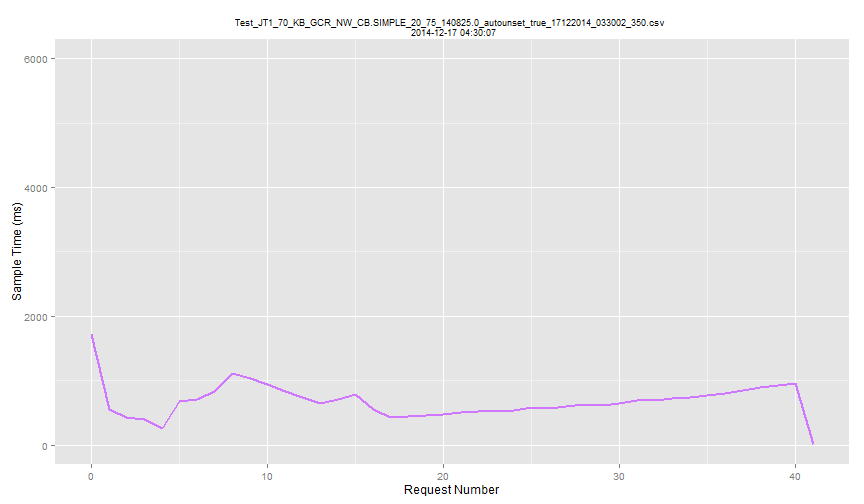 Test_JT1_70_KB_GCR_NW_CB.SIMPLE_20_75_140825.0_autounset_true_17122014_033002_350.csv
2014-12-17 04:30:07
6000
4000
2000
0
Sample Time (ms)
0 10 20 30 40
Request Number